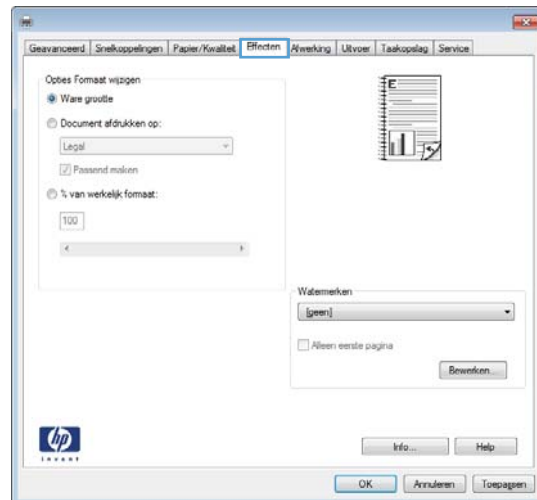 Geavanceerd Snelkoppelingen Papier/Kwaliteit Effecten Afwerking Uitvoer Taakopslag Service
Opties Formaat wijzigen
Ware grootte
Document afdrukken op:
Legal
Passend maken
% van werkelijk formaat:
100
E
Watermerken
[geen]
Alleen eerste pagina
Bewerken...
hp
invent
Info...
Help
OK
Annuleren
Toepassen